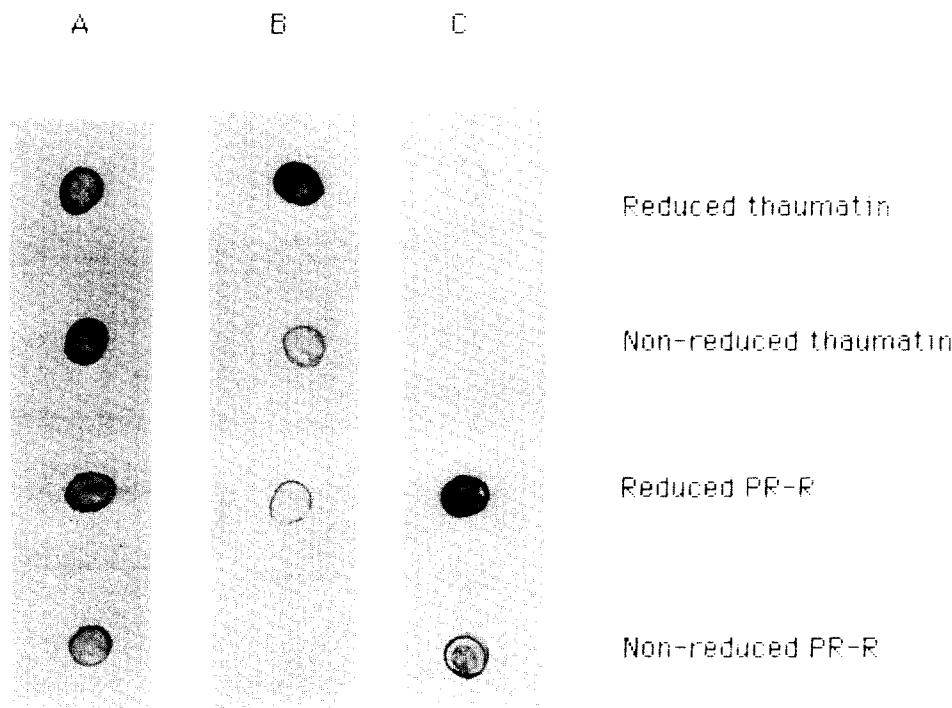 A B C
Reduced thaumatin
Non-reduced thaumatin
Reduced PR-R
Non-reduced PR-R